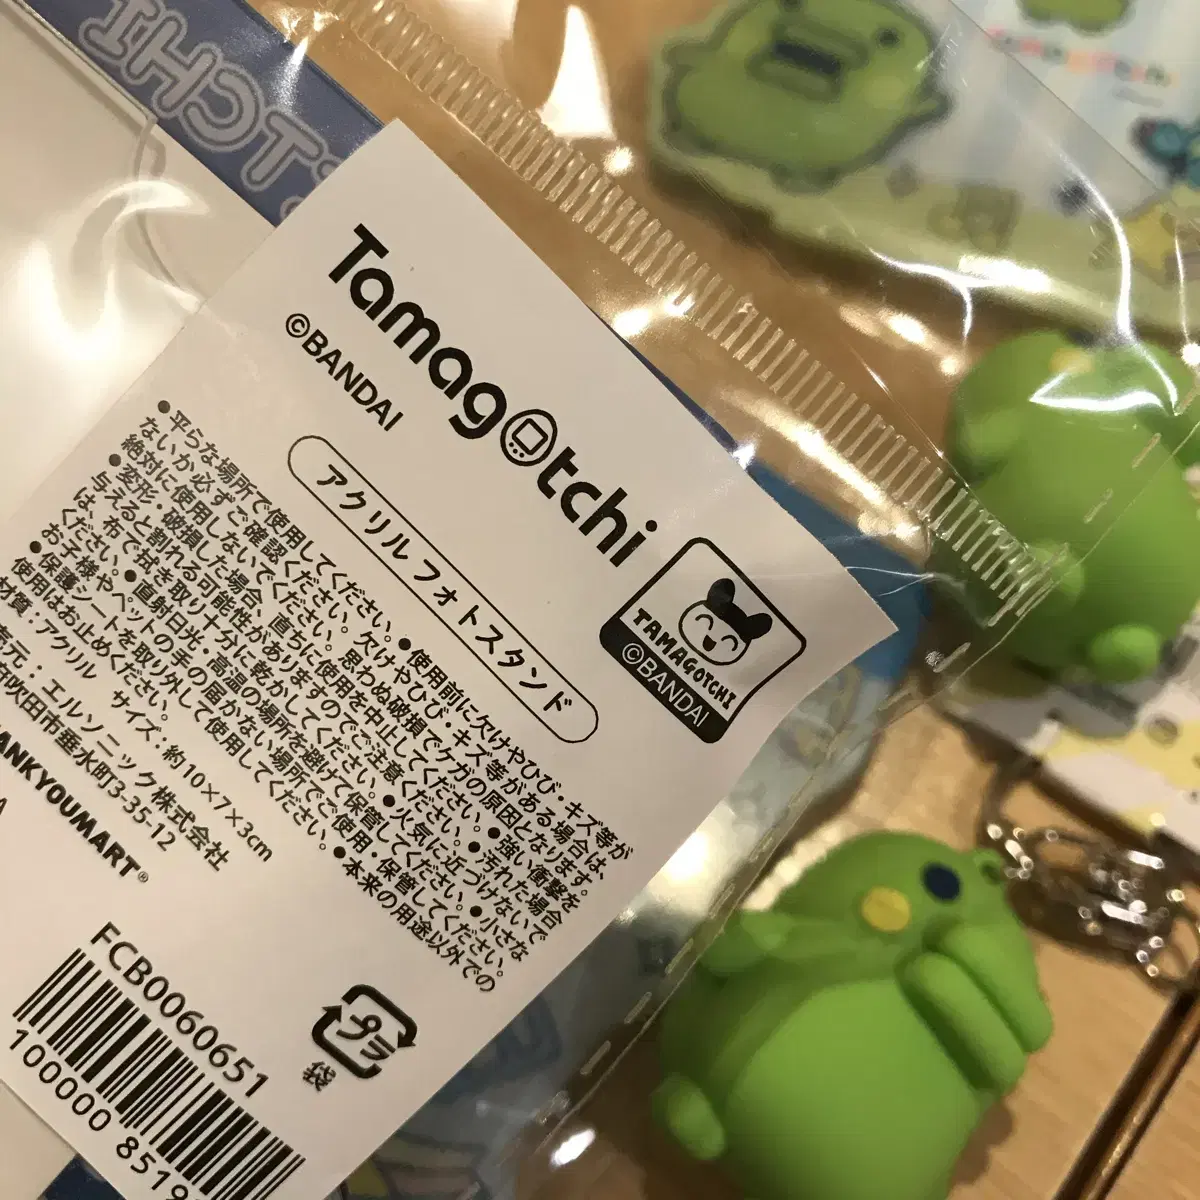 TCHI
Tamagotchi
©BANDAI
アクリルフォトスタンド
TAMAGOTCHI
©BANDAI
●平らな場所で使用してください。●使用前に欠けやひび・キズ等が
ないか必ずご確認ください。欠けやひび・キズ等がある場合は、
絶対に使用しないでください。思わぬ破損でケガの原因となります。
●変形・破損した場合、直ちに使用を中止してください。●強い衝撃を
与えると割れる可能性がありますのでご注意ください。●汚れた場合
は、布で拭き取り十分に乾かしてください。●火気に近づけないで
ください。●直射日光・高温の場所を避けて保管してください。●小さな
お子様やペットの手の届かない場所でご使用・保管してください。
●保護シートを取り外して使用してください。●本来の用途以外での
使用はお止めください。
材質：アクリル サイズ：約10×7×3cm
売元：エルソニック株式会社
府吹田市垂水町3-35-12
ANKYOUMART®
FCB0060651
100000 8519
プラ
袋